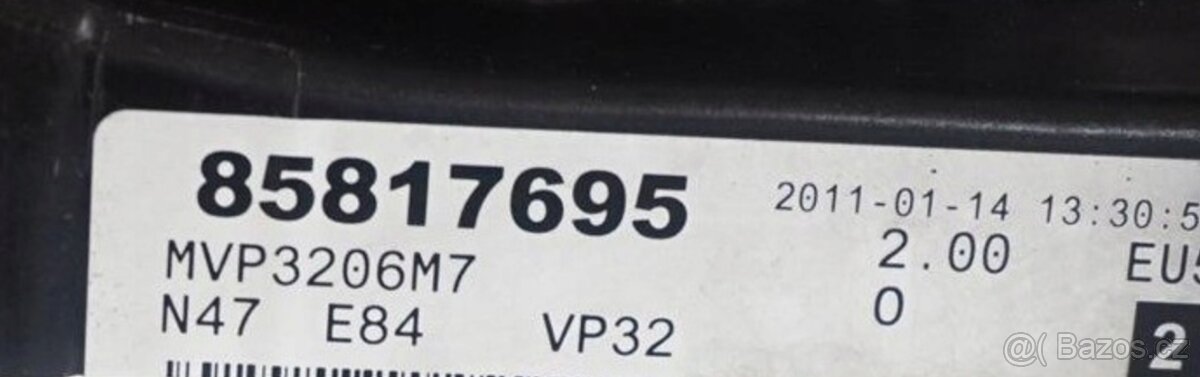 85817695 2011-01-14 13:30:5
MVP3206M7 2.00 EU5
N47 E84 VP32 0
2
@( Bazos.cz